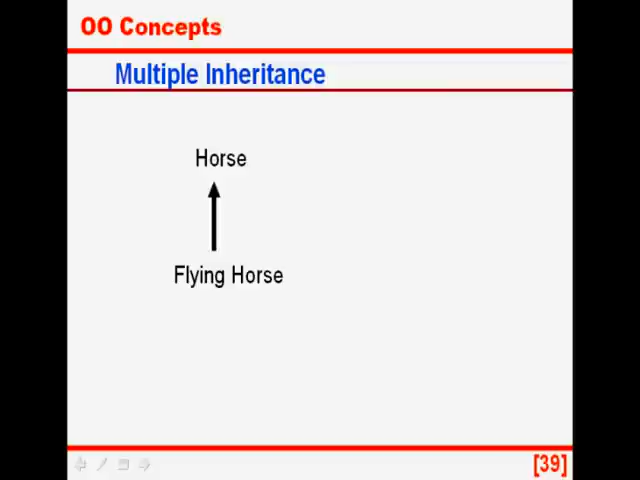 OO Concepts
Multiple Inheritance
Horse
Flying Horse
[39]